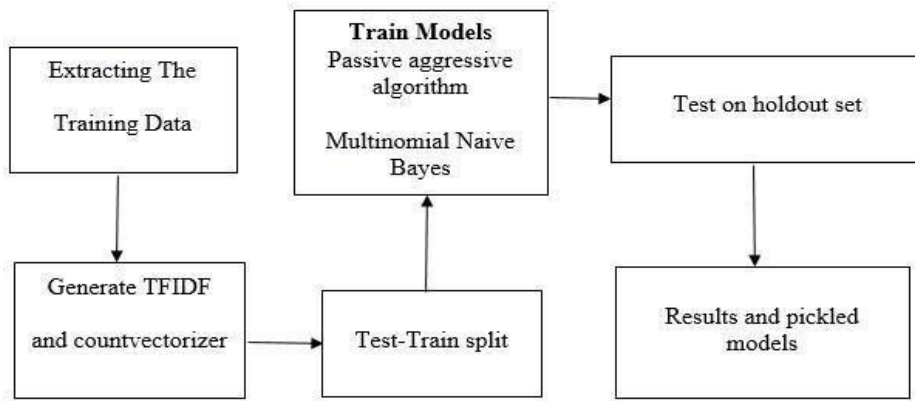 Extracting The
Training Data
Generate TFIDF
and countvectorizer
Test-Train split
Train Models
Passive aggressive
algorithm
Multinomial Naive
Bayes
Test on holdout set
Results and pickled
models